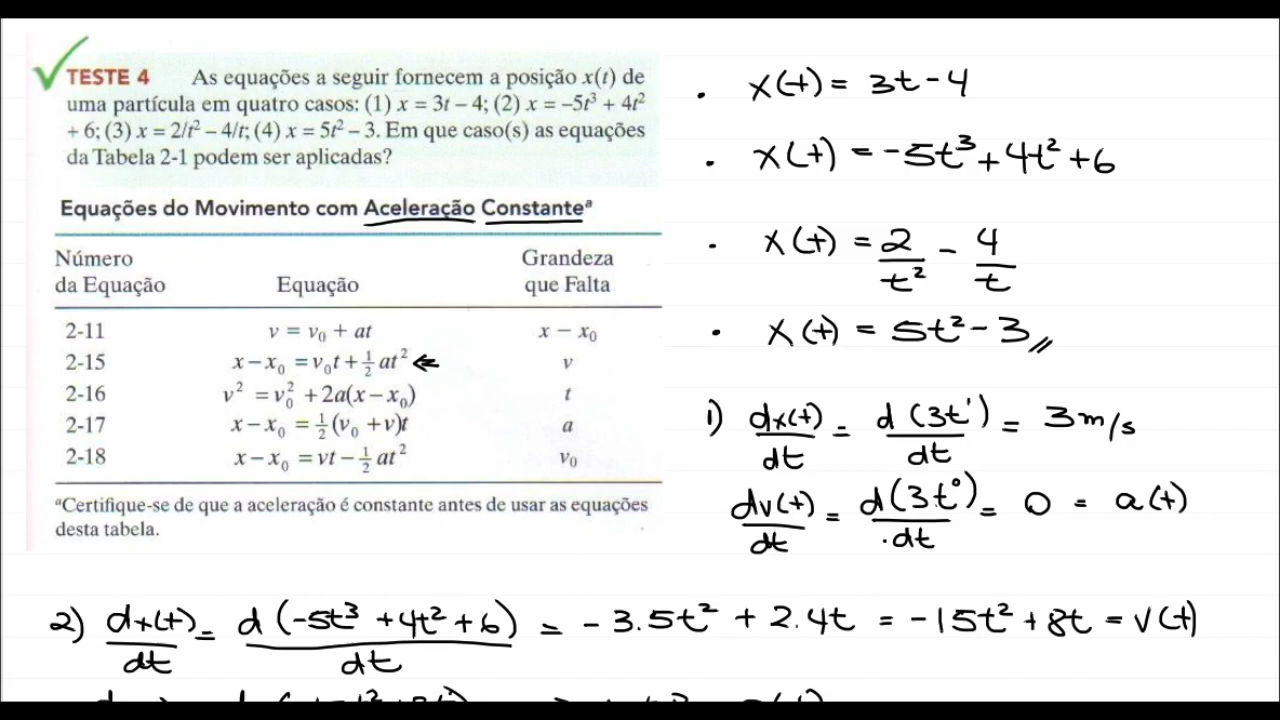 TESTE 4 As equações a seguir fornecem a posição x(t) de
uma partícula em quatro casos: (1) x = 3t – 4; (2) x = –5t³ + 4t²
+ 6; (3) x = 2/t² – 4/t; (4) x = 5t² – 3. Em que caso(s) as equações
da Tabela 2-1 podem ser aplicadas?
Equações do Movimento com Aceleração Constanteᵃ
Número da Equação Equação Grandeza que Falta
2-11 v = v₀ + at x – x₀
2-15 x – x₀ = v₀t + ½at² v
2-16 v² = v₀² + 2a(x – x₀) t
2-17 x – x₀ = ½(v₀ + v)t a
2-18 x – x₀ = vt – ½at² v₀
ᵃCertifique-se de que a aceleração é constante antes de usar as equações
desta tabela.
. x(t) = 3t - 4
. x(t) = -5t³ + 4t² + 6
. x(t) = 2/t² - 4/t
. x(t) = 5t² - 3 //
1) dx(t)/dt = d(3t¹)/dt = 3 m/s
dv(t)/dt = d(3t⁰)/dt = 0 = a(t)
2) dx(t)/dt = d(-5t³ + 4t² + 6)/dt = -3.5t² + 2.4t = -15t² + 8t = v(t)